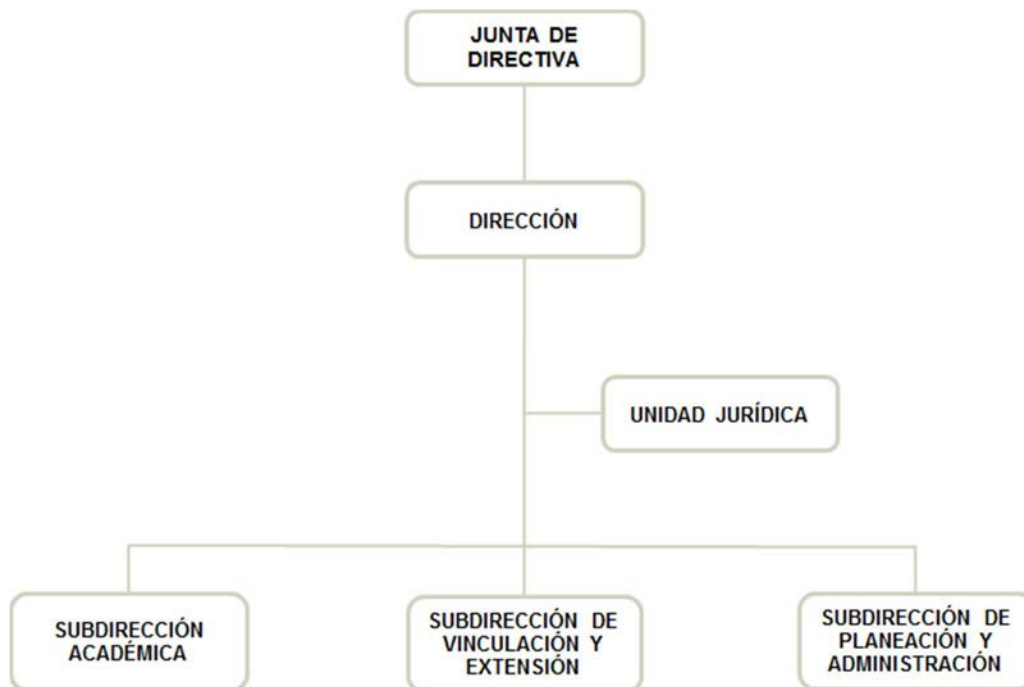 JUNTA DE
DIRECTIVA
DIRECCIÓN
UNIDAD JURÍDICA
SUBDIRECCIÓN
ACADÉMICA
SUBDIRECCIÓN DE
VINCULACIÓN Y
EXTENSIÓN
SUBDIRECCIÓN DE
PLANEACIÓN Y
ADMINISTRACIÓN